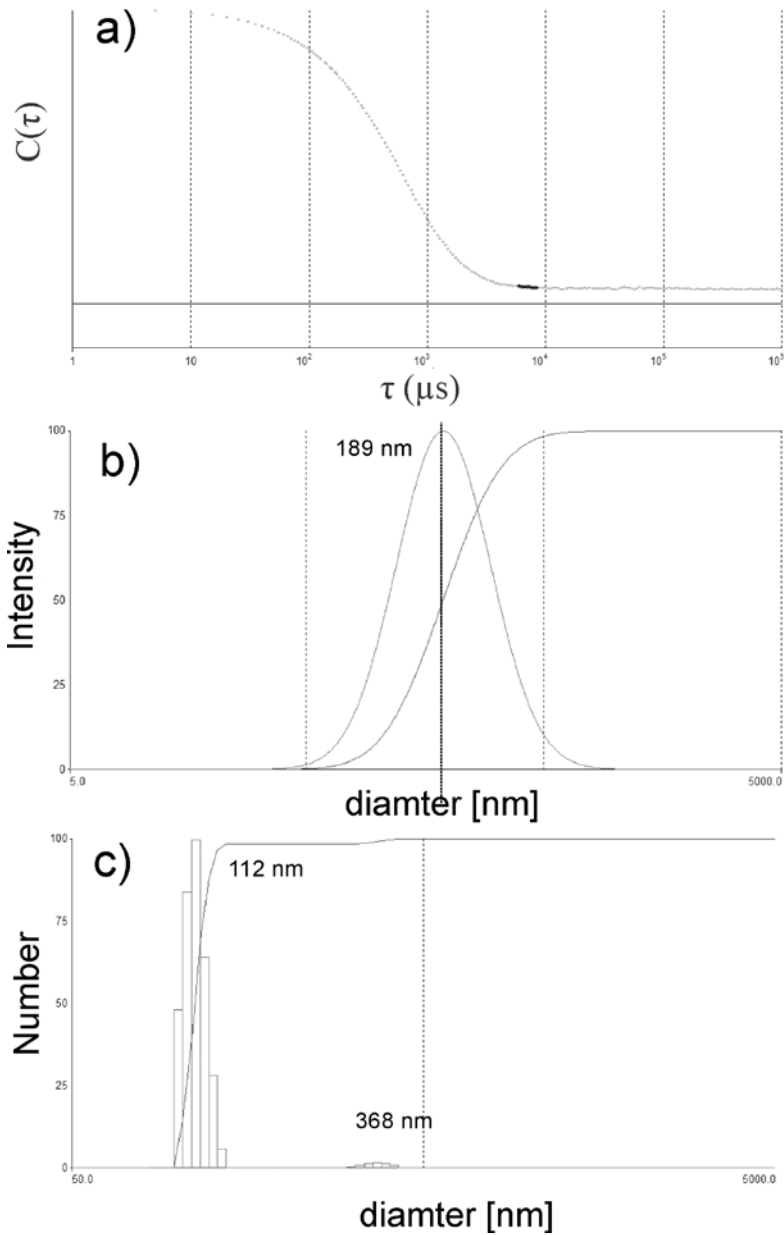 a)
C(τ)
1 10 10² 10³ 10⁴ 10⁵
τ (μs)
b)
189 nm
100
75
50
25
0
Intensity
5.0 5000.0
diamter [nm]
c)
112 nm
368 nm
100
75
50
25
0
Number
50.0 5000.0
diamter [nm]